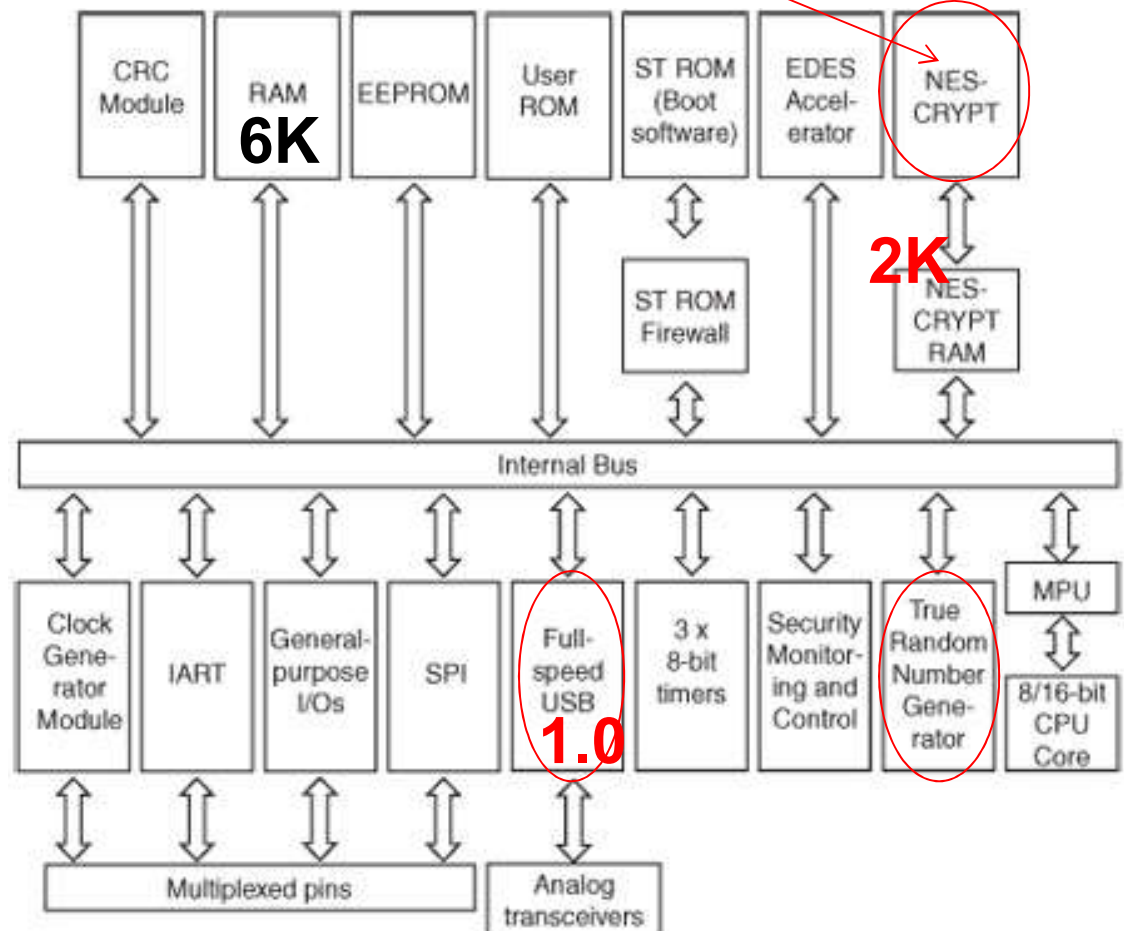 CRC
Module
RAM
6K
EEPROM
User
ROM
ST ROM
(Boot
software)
EDES
Accel-
erator
NES-
CRYPT
2K
ST ROM
Firewall
NES-
CRYPT
RAM
Internal Bus
Clock
Gene-
rator
Module
IART
General-
purpose
I/Os
SPI
Full-
speed
USB
1.0
3 x
8-bit
timers
Security
Monitor-
ing and
Control
True
Random
Number
Gene-
rator
MPU
8/16-bit
CPU
Core
Multiplexed pins
Analog
transceivers